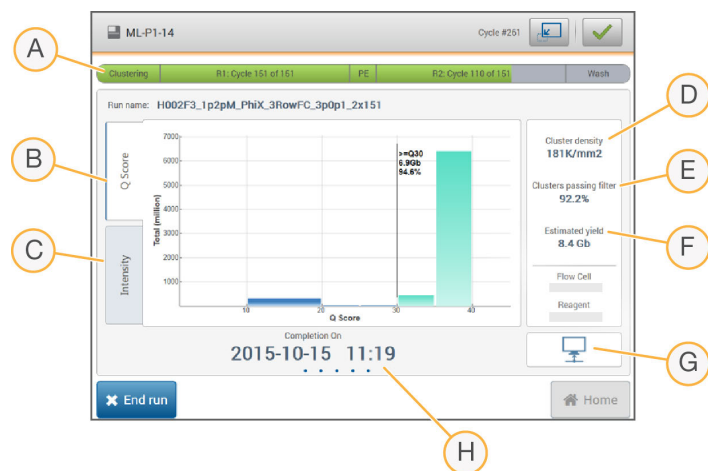 ML-P1-14
Cycle #261
A
Clustering
R1: Cycle 151 of 151
PE
R2: Cycle 110 of 151
Wash
Run name: H002F3_1p2pM_PhiX_3RowFC_3p0p1_2x151
B
Q Score
C
Intensity
Total (million)
7000
6000
5000
4000
3000
2000
1000
>=Q30
6.9Gb
94.6%
10
20
30
40
Q Score
D
Cluster density
181K/mm2
E
Clusters passing filter
92.2%
F
Estimated yield
8.4 Gb
Flow Cell
Reagent
G
Completion On
2015-10-15 11:19
H
End run
Home